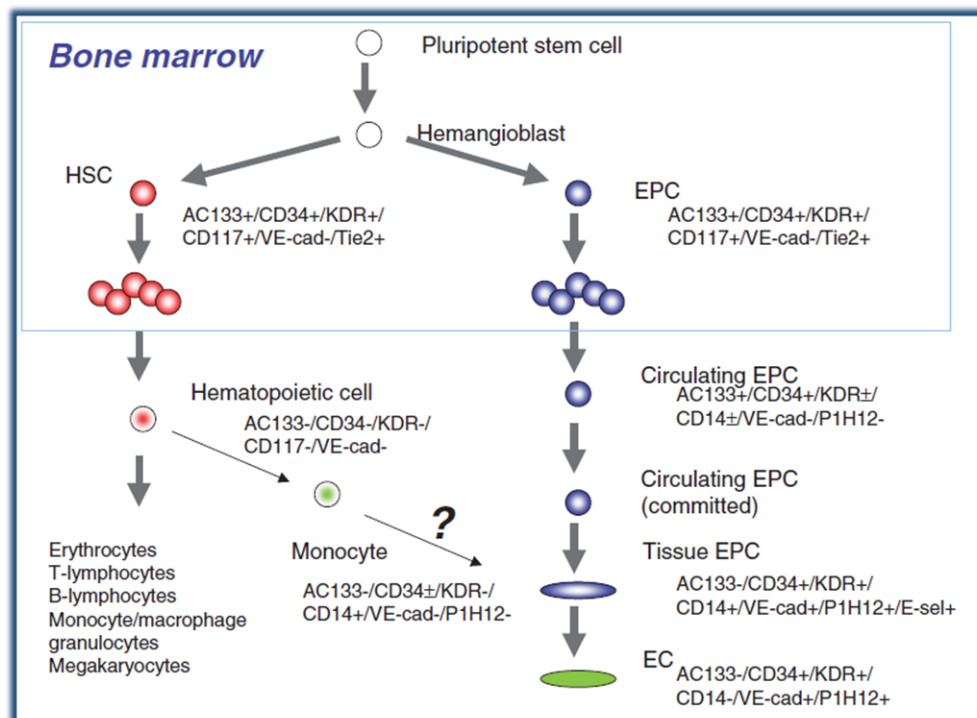 Bone marrow
Pluripotent stem cell
Hemangioblast
HSC
AC133+/CD34+/KDR+/
CD117+/VE-cad-/Tie2+
EPC
AC133+/CD34+/KDR+/
CD117+/VE-cad-/Tie2+
Hematopoietic cell
AC133-/CD34-/KDR-/
CD117-/VE-cad-
Circulating EPC
AC133+/CD34+/KDR±/
CD14±/VE-cad-/P1H12-
Circulating EPC
(committed)
?
Monocyte
AC133-/CD34±/KDR-/
CD14+/VE-cad-/P1H12-
Tissue EPC
AC133-/CD34+/KDR+/
CD14+/VE-cad+/P1H12+/E-sel+
Erythrocytes
T-lymphocytes
B-lymphocytes
Monocyte/macrophage
granulocytes
Megakaryocytes
EC
AC133-/CD34+/KDR+/
CD14-/VE-cad+/P1H12+